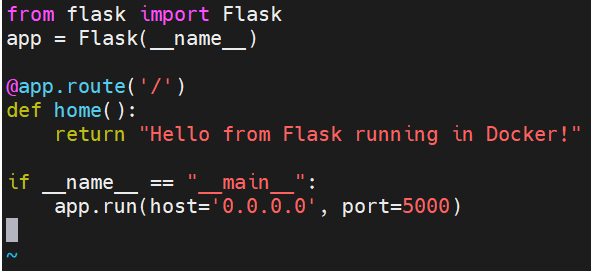 from flask import Flask
app = Flask(__name__)

@app.route('/')
def home():
    return "Hello from Flask running in Docker!"

if __name__ == "__main__":
    app.run(host='0.0.0.0', port=5000)

~